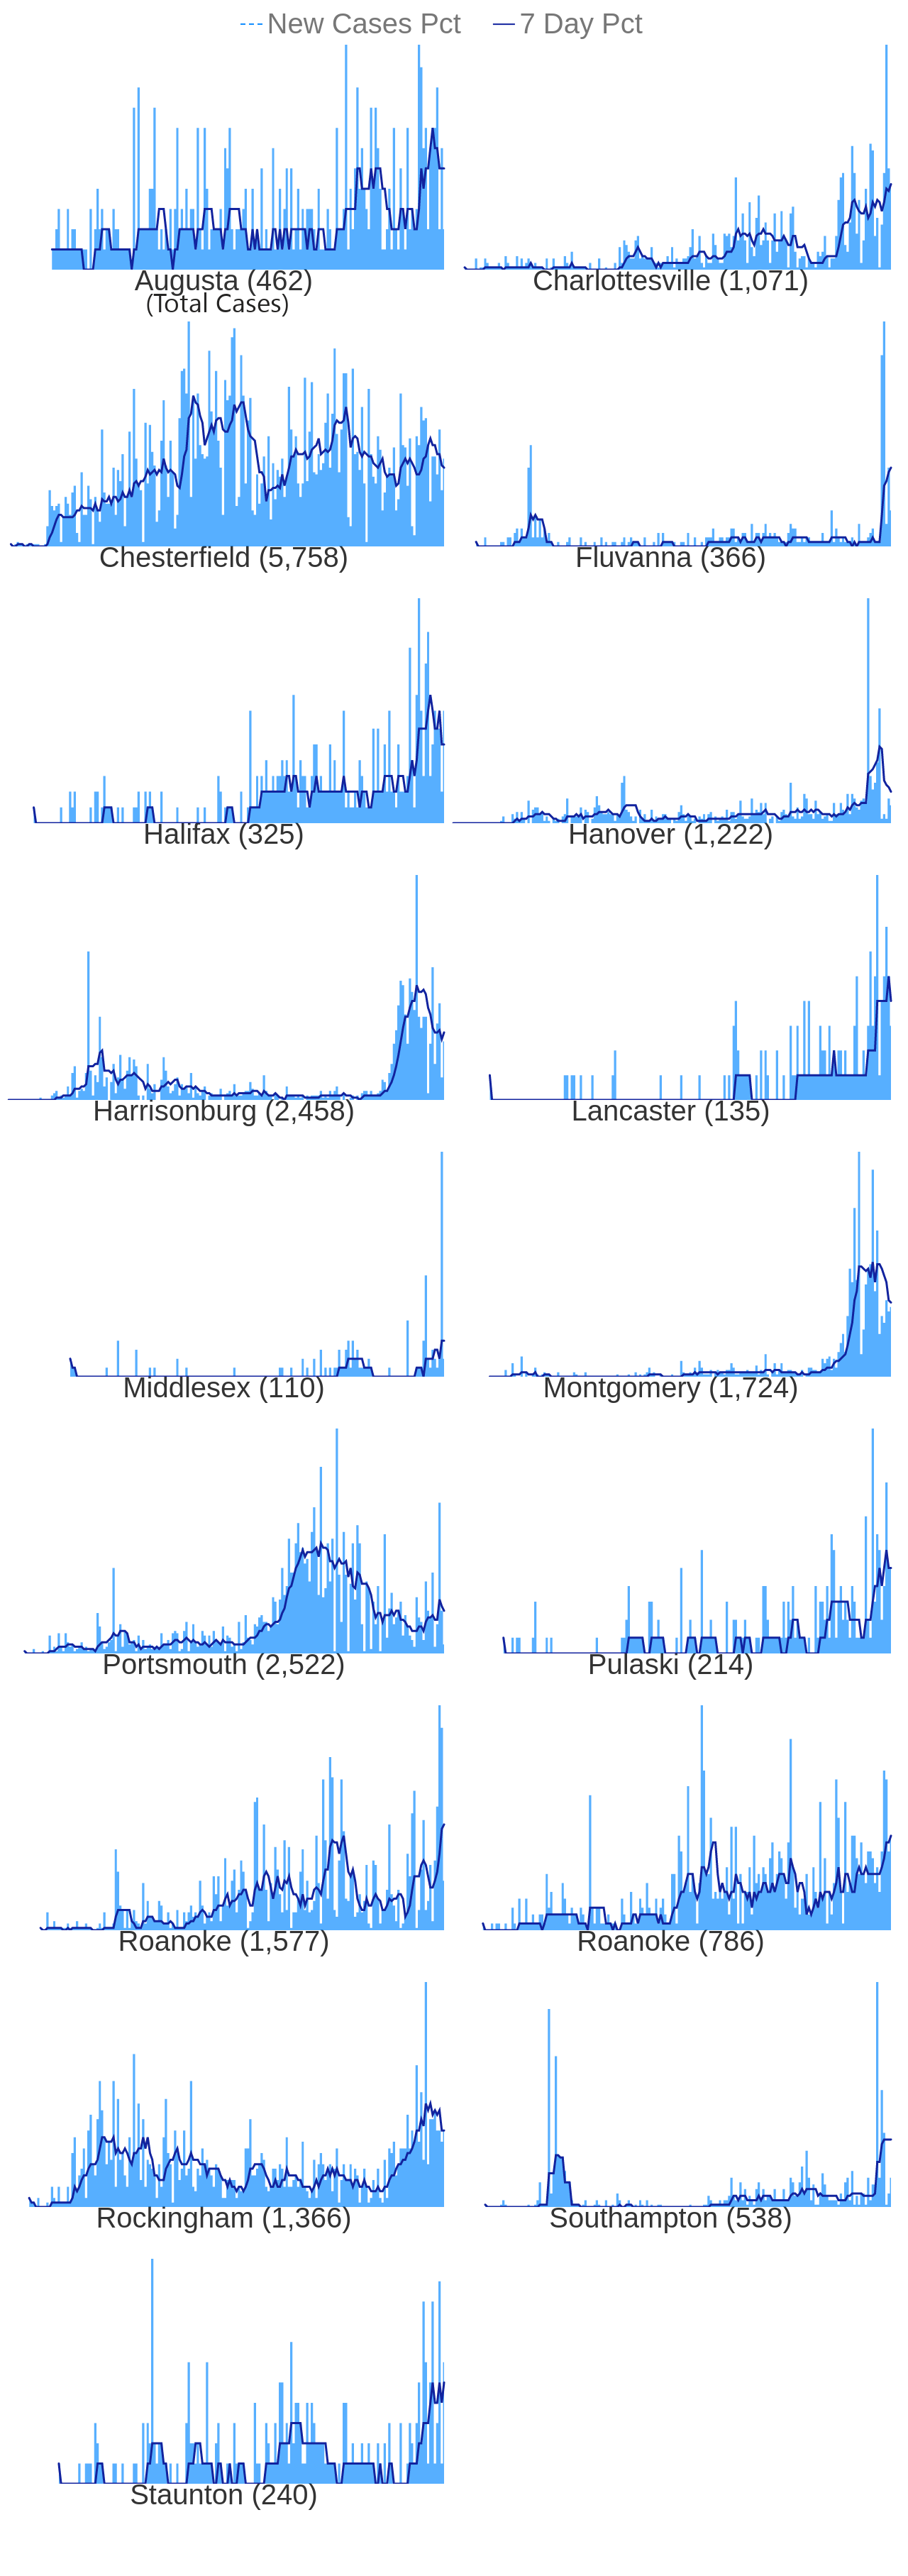 New Cases Pct 7 Day Pct
Augusta (462) Charlottesville (1,071)
(Total Cases)
Chesterfield (5,758) Fluvanna (366)
Halifax (325) Hanover (1,222)
Harrisonburg (2,458) Lancaster (135)
Middlesex (110) Montgomery (1,724)
Portsmouth (2,522) Pulaski (214)
Roanoke (1,577) Roanoke (786)
Rockingham (1,366) Southampton (538)
Staunton (240)